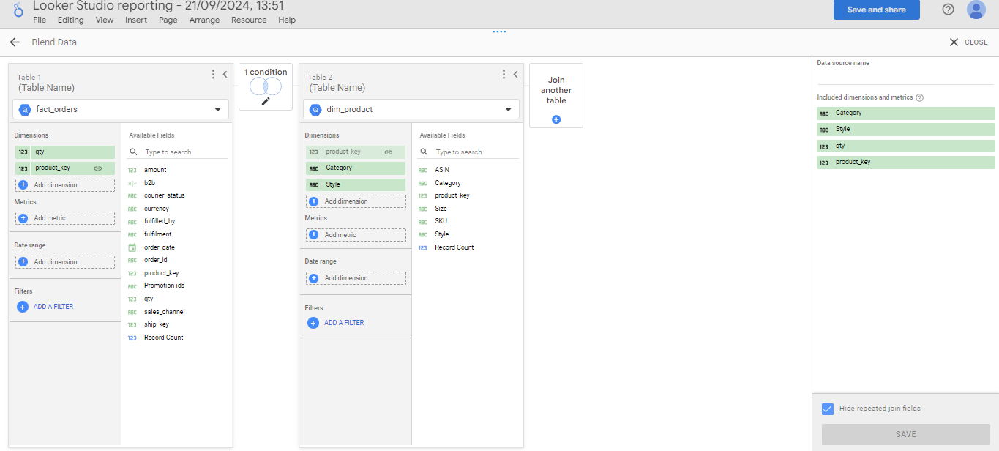 Looker Studio reporting - 21/09/2024, 13:51
File Editing View Insert Page Arrange Resource Help
Save and share
Blend Data
CLOSE
Table 1
(Table Name)
fact_orders
Dimensions
123 qty
123 product_key
Add dimension
Metrics
Add metric
Date range
Add dimension
Filters
ADD A FILTER
Available Fields
Type to search
123 amount
b2b
ABC courier_status
ABC currency
ABC fulfilled_by
ABC fulfilment
order_date
ABC order_id
123 product_key
ABC Promotion-ids
123 qty
ABC sales_channel
123 ship_key
123 Record Count
1 condition
Table 2
(Table Name)
dim_product
Dimensions
123 product_key
ABC Category
ABC Style
Add dimension
Metrics
Add metric
Date range
Add dimension
Filters
ADD A FILTER
Available Fields
Type to search
ABC ASIN
ABC Category
123 product_key
ABC Size
ABC SKU
ABC Style
123 Record Count
Join
another
table
Data source name
Included dimensions and metrics
ABC Category
ABC Style
123 qty
123 product_key
Hide repeated join fields
SAVE